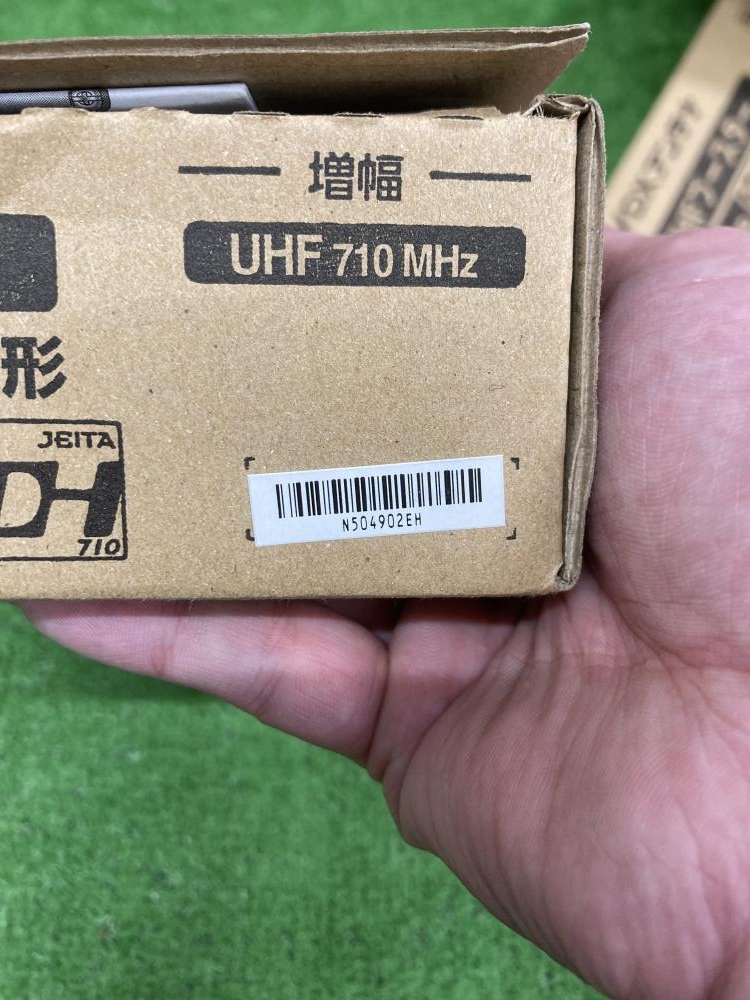 増幅
UHF 710 MHz
形
JEITA
DH
710
N504902EH